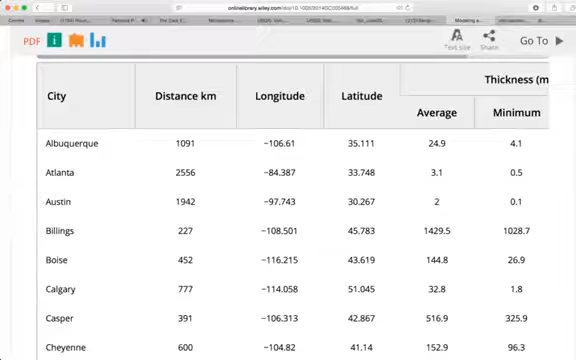 onlinelibrary.wiley.com/doi/10.1002/2014GC005469/full
PDF
Text size
Share
Go To
Thickness (m
City
Distance km
Longitude
Latitude
Average
Minimum
Albuquerque 1091 −106.61 35.111 24.9 4.1
Atlanta 2556 −84.387 33.748 3.1 0.5
Austin 1942 −97.743 30.267 2 0.1
Billings 227 −108.501 45.783 1429.5 1028.7
Boise 452 −116.215 43.619 144.8 26.9
Calgary 777 −114.058 51.045 32.8 1.8
Casper 391 −106.313 42.867 516.9 325.9
Cheyenne 600 −104.82 41.14 152.9 96.3